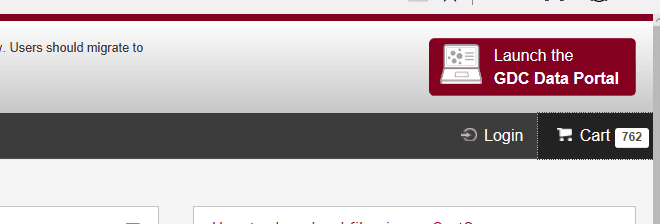 . Users should migrate to
Launch the
GDC Data Portal
Login
Cart 762